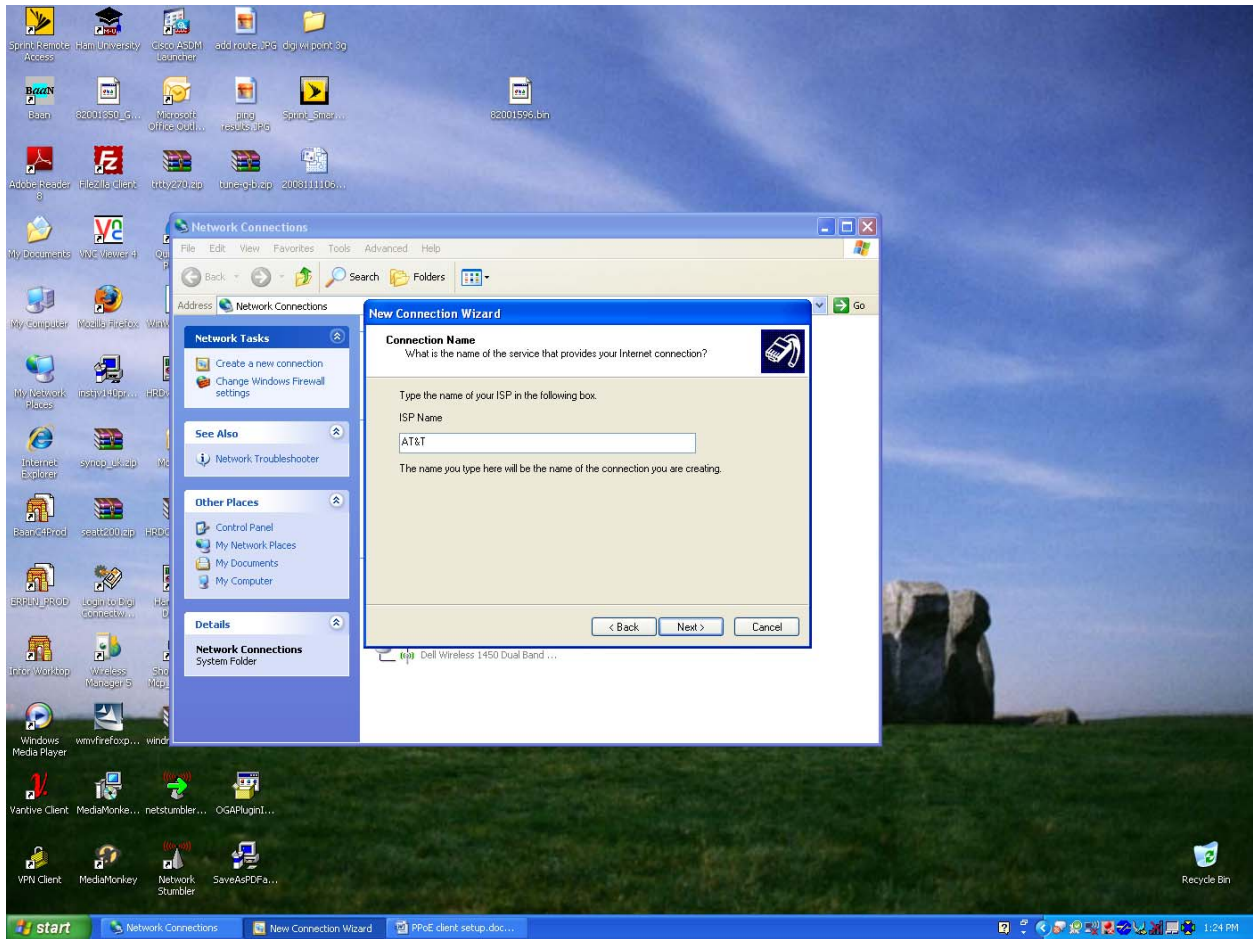 Sprint Remote Access
Ham University
Cisco ASDM Launcher
add route.JPG
digi wi point 3g
Baan
82001350_G...
Microsoft Office Outl...
ping results.JPG
Sprint_Smar...
82001596.bin
Adobe Reader 8
FileZilla Client
trtty270.zip
tune-g-b.zip
2008111106...
My Documents
VNC Viewer 4
My Computer
Mozilla Firefox
My Network Places
Internet Explorer
synop_uk.zip
BaanC4Prod
seatt200.zip
ERPLN_PROD
Login to Digi Connectw...
Infor Worktop
Wireless Manager 5
Windows Media Player
wmvfirefoxp...
Vantive Client
MediaMonke...
netstumbler...
OGAPluginI...
VPN Client
MediaMonkey
Network Stumbler
SaveAsPDFa...
Recycle Bin
Network Connections
File Edit View Favorites Tools Advanced Help
Back
Search
Folders
Address
Network Connections
Go
Network Tasks
Create a new connection
Change Windows Firewall settings
See Also
Network Troubleshooter
Other Places
Control Panel
My Network Places
My Documents
My Computer
Details
Network Connections
System Folder
Dell Wireless 1450 Dual Band ...
New Connection Wizard
Connection Name
What is the name of the service that provides your Internet connection?
Type the name of your ISP in the following box.
ISP Name
AT&T
The name you type here will be the name of the connection you are creating.
< Back
Next >
Cancel
start
Network Connections
New Connection Wizard
PPoE client setup.doc...
1:24 PM